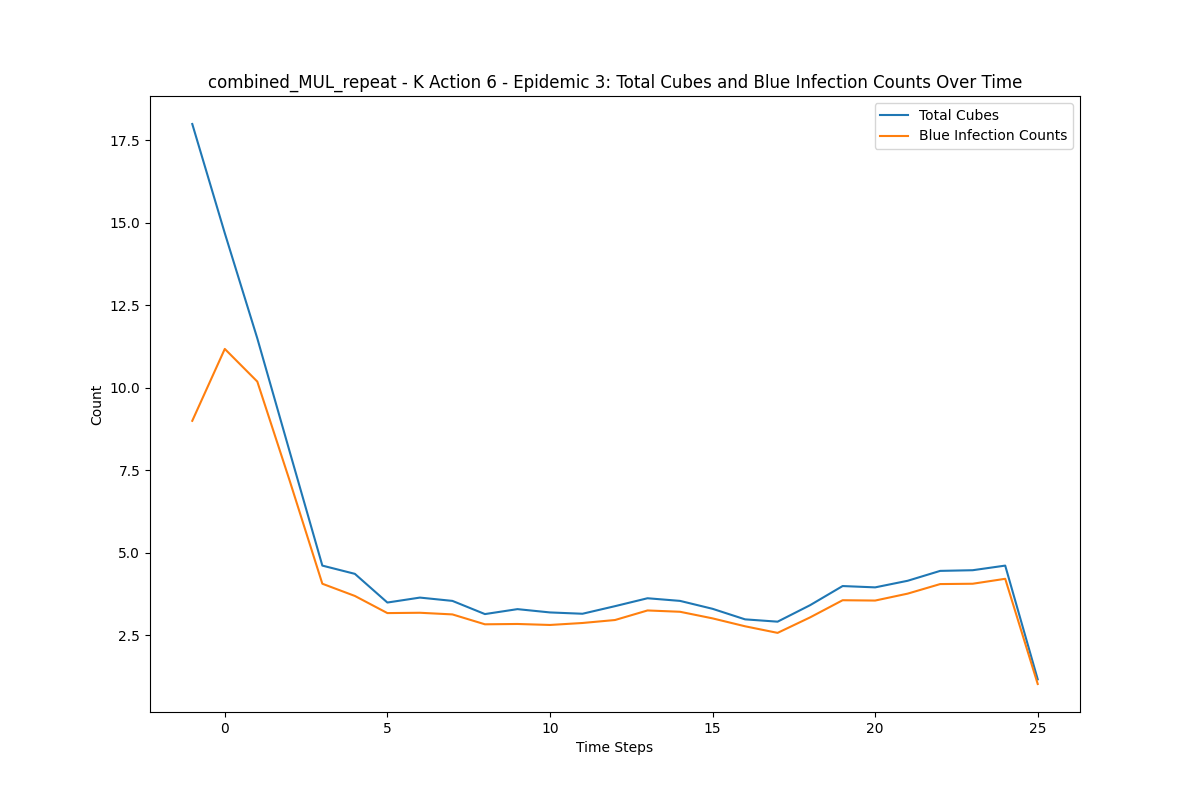 combined_MUL_repeat - K Action 6 - Epidemic 3: Total Cubes and Blue Infection Counts Over Time
Total Cubes
Blue Infection Counts
17.5
15.0
12.5
10.0
7.5
5.0
2.5
Count
0 5 10 15 20 25
Time Steps